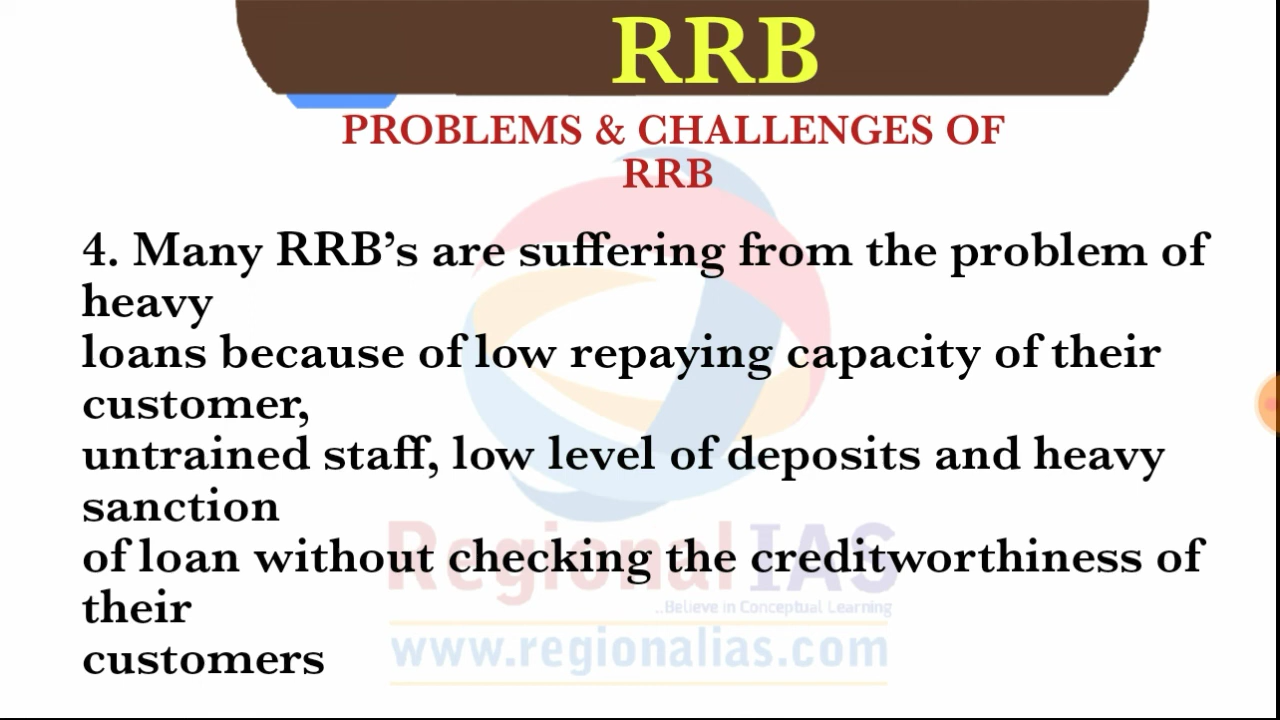 RRB
PROBLEMS & CHALLENGES OF
RRB
4. Many RRB’s are suffering from the problem of
heavy
loans because of low repaying capacity of their
customer,
untrained staff, low level of deposits and heavy
sanction
of loan without checking the creditworthiness of
their
customers
Regional IAS
..Believe in Conceptual Learning
www.regionalias.com